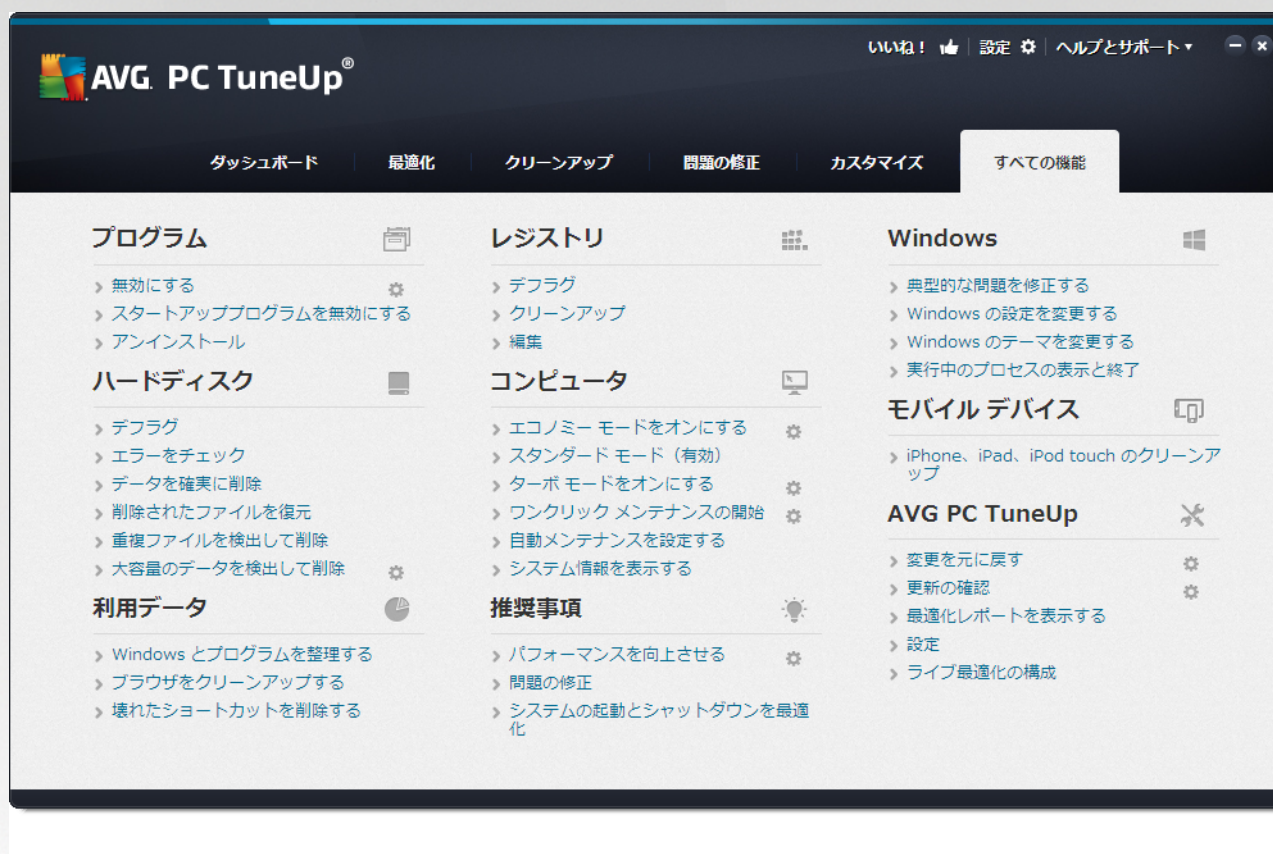 いいね！ 設定 ヘルプとサポート
AVG. PC TuneUp®
ダッシュボード 最適化 クリーンアップ 問題の修正 カスタマイズ すべての機能
プログラム
無効にする
スタートアッププログラムを無効にする
アンインストール
ハードディスク
デフラグ
エラーをチェック
データを確実に削除
削除されたファイルを復元
重複ファイルを検出して削除
大容量のデータを検出して削除
利用データ
Windows とプログラムを整理する
ブラウザをクリーンアップする
壊れたショートカットを削除する
レジストリ
デフラグ
クリーンアップ
編集
コンピュータ
エコノミー モードをオンにする
スタンダード モード（有効）
ターボ モードをオンにする
ワンクリック メンテナンスの開始
自動メンテナンスを設定する
システム情報を表示する
推奨事項
パフォーマンスを向上させる
問題の修正
システムの起動とシャットダウンを最適
化
Windows
典型的な問題を修正する
Windows の設定を変更する
Windows のテーマを変更する
実行中のプロセスの表示と終了
モバイル デバイス
iPhone、iPad、iPod touch のクリーンア
ップ
AVG PC TuneUp
変更を元に戻す
更新の確認
最適化レポートを表示する
設定
ライブ最適化の構成